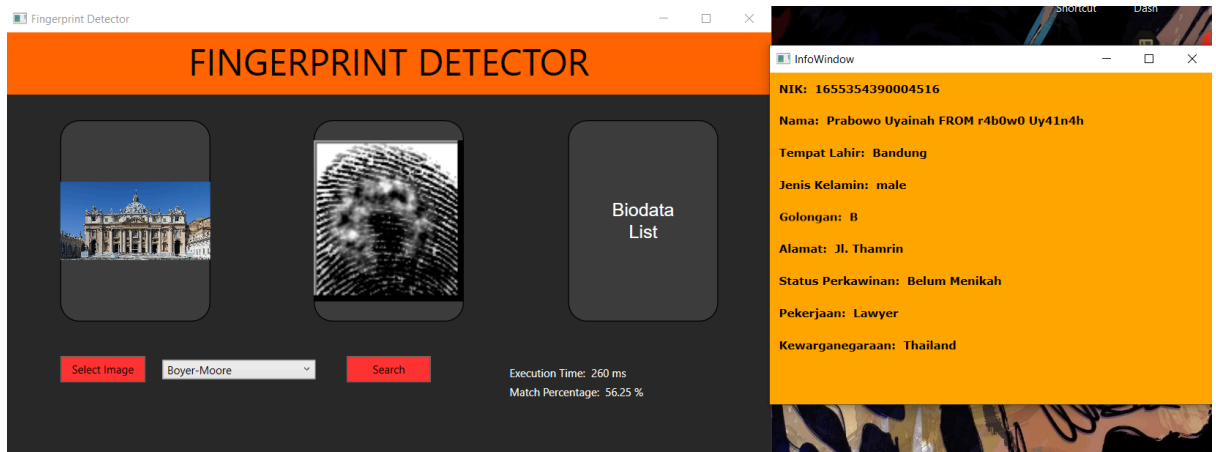 Fingerprint Detector
FINGERPRINT DETECTOR
Biodata
List
Select Image
Boyer-Moore
Search
Execution Time: 260 ms
Match Percentage: 56.25 %
Shortcut
Dash
InfoWindow
NIK: 1655354390004516
Nama: Prabowo Uyainah FROM r4b0w0 Uy41n4h
Tempat Lahir: Bandung
Jenis Kelamin: male
Golongan: B
Alamat: Jl. Thamrin
Status Perkawinan: Belum Menikah
Pekerjaan: Lawyer
Kewarganegaraan: Thailand